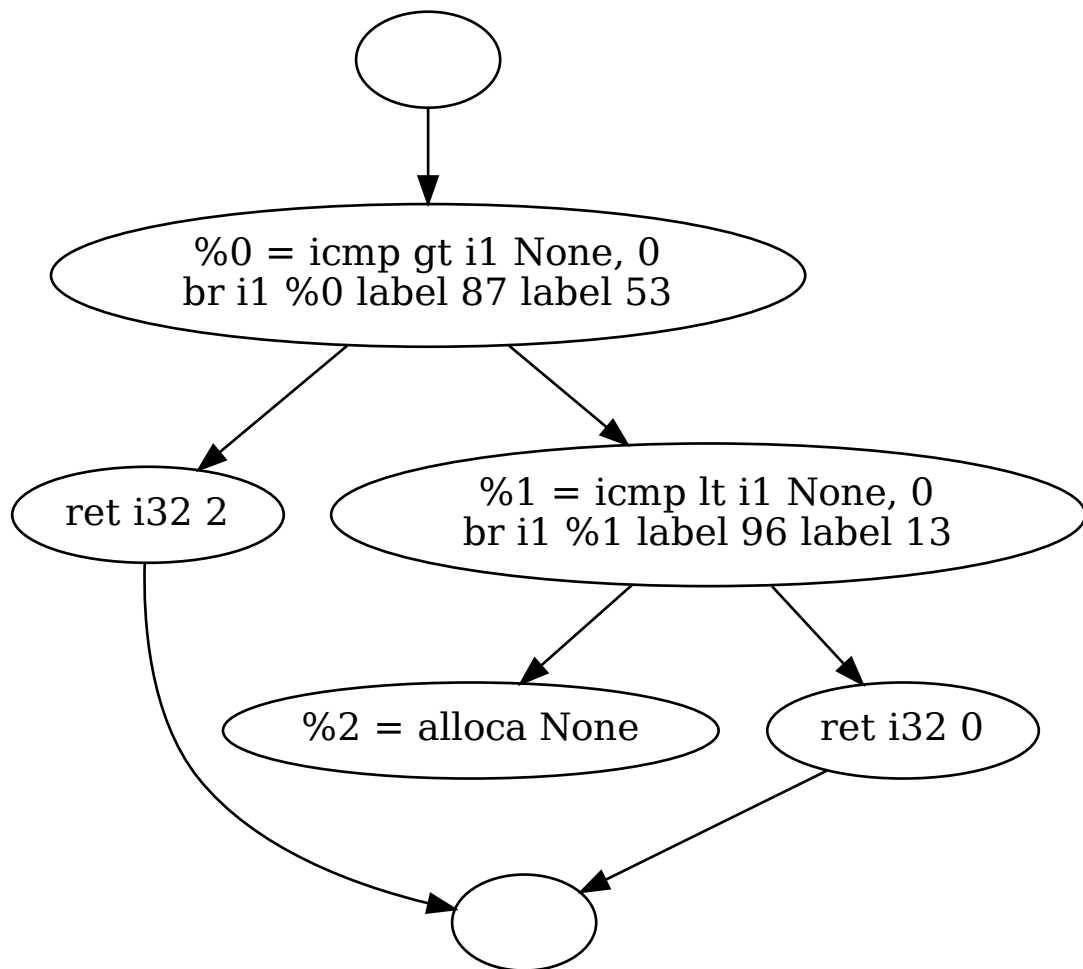 %0 = icmp gt i1 None, 0
br i1 %0 label 87 label 53
ret i32 2
%1 = icmp lt i1 None, 0
br i1 %1 label 96 label 13
%2 = alloca None
ret i32 0